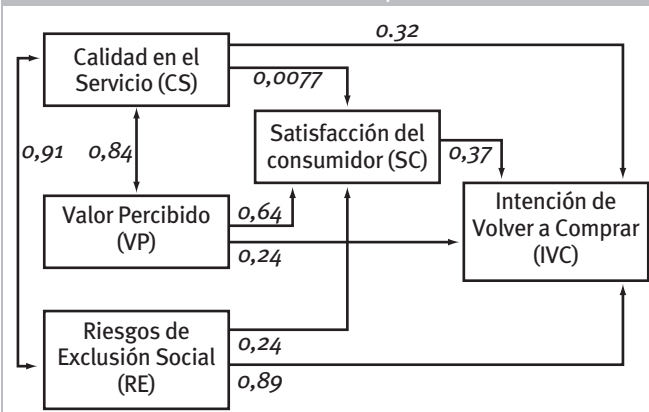 0.32
Calidad en el
Servicio (CS)
0,0077
Satisfacción del
consumidor (SC)
0,91
0,84
0,37
Intención de
Volver a Comprar
(IVC)
Valor Percibido
(VP)
0,64
0,24
Riesgos de
Exclusión Social
(RE)
0,24
0,89